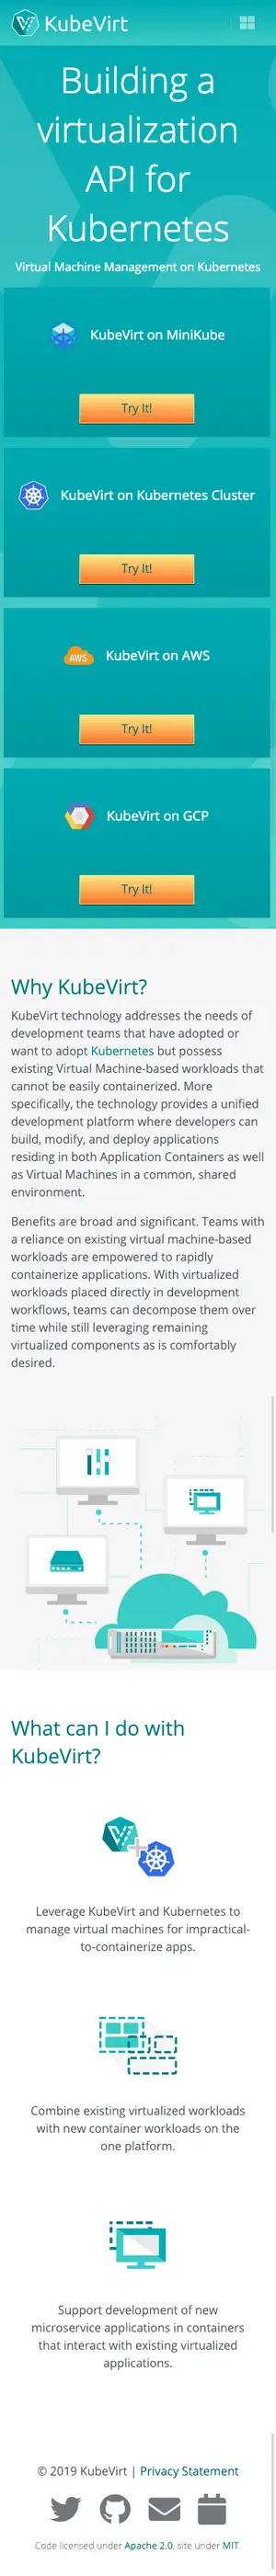 KubeVirt
Building a
virtualization
API for
Kubernetes
Virtual Machine Management on Kubernetes
KubeVirt on MiniKube
Try It!
KubeVirt on Kubernetes Cluster
Try It!
AWS
KubeVirt on AWS
Try It!
KubeVirt on GCP
Try It!
Why KubeVirt?
KubeVirt technology addresses the needs of
development teams that have adopted or
want to adopt Kubernetes but possess
existing Virtual Machine-based workloads that
cannot be easily containerized. More
specifically, the technology provides a unified
development platform where developers can
build, modify, and deploy applications
residing in both Application Containers as well
as Virtual Machines in a common, shared
environment.
Benefits are broad and significant. Teams with
a reliance on existing virtual machine-based
workloads are empowered to rapidly
containerize applications. With virtualized
workloads placed directly in development
workflows, teams can decompose them over
time while still leveraging remaining
virtualized components as is comfortably
desired.
What can I do with
KubeVirt?
Leverage KubeVirt and Kubernetes to
manage virtual machines for impractical-
to-containerize apps.
Combine existing virtualized workloads
with new container workloads on the
one platform.
Support development of new
microservice applications in containers
that interact with existing virtualized
applications.
© 2019 KubeVirt | Privacy Statement
Code licensed under Apache 2.0, site under MIT.